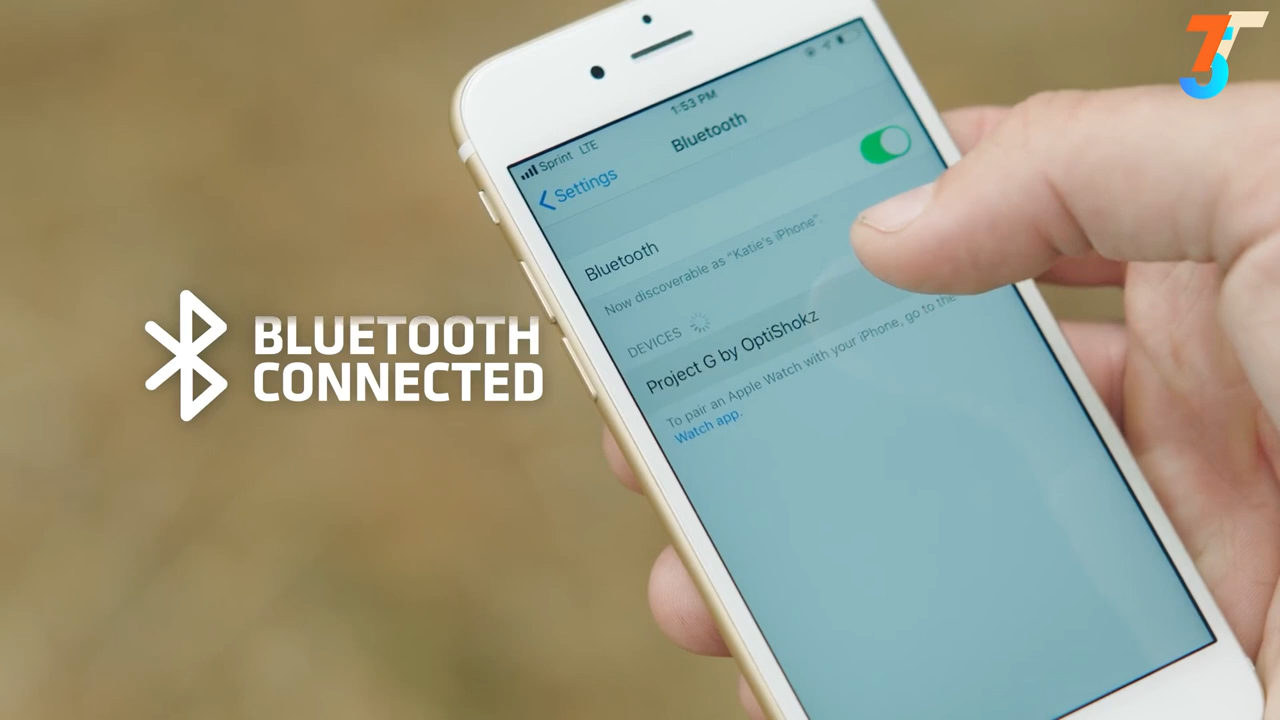 Sprint LTE
1:53 PM
Settings
Bluetooth
Bluetooth
Now discoverable as "Katie's iPhone".
DEVICES
Project G by OptiShokz
To pair an Apple Watch with your iPhone, go to the
Watch app.
BLUETOOTH
CONNECTED